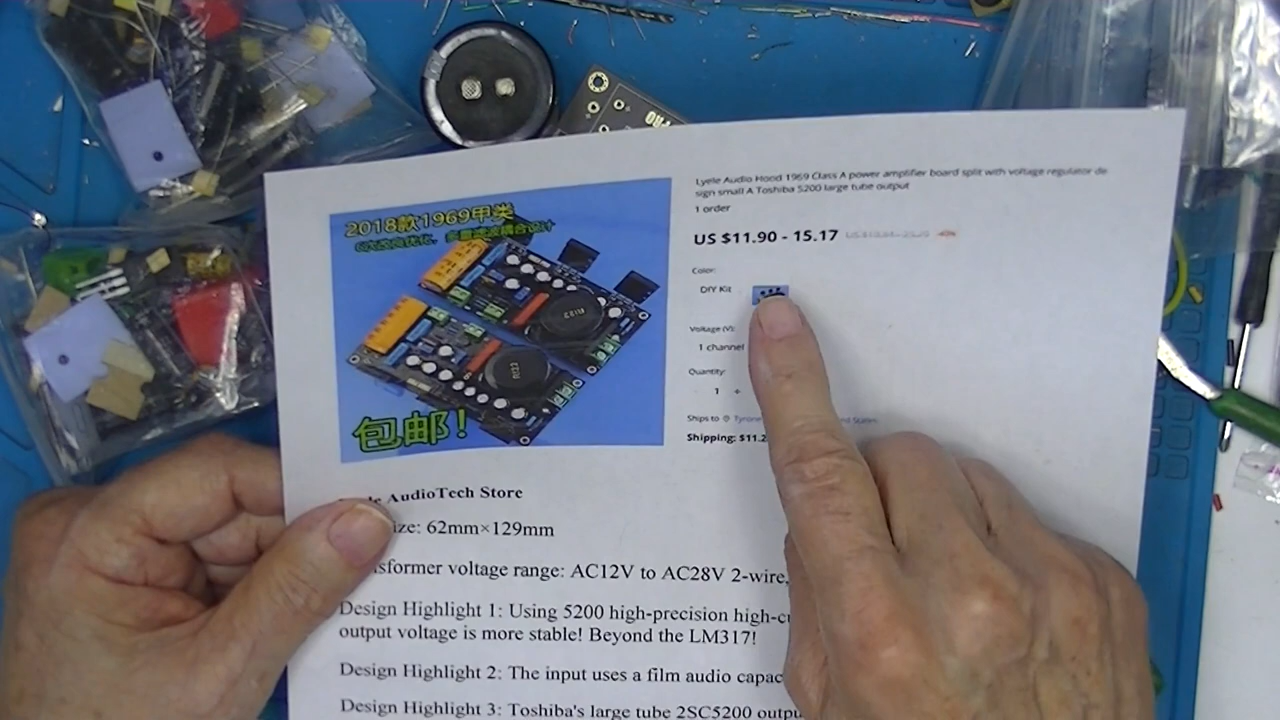 Lyele Audio Hood 1969 Class A power amplifier board split with voltage regulator de
sign small A Toshiba 5200 large tube output
1 order
US $11.90 - 15.17
Color:
DIY Kit
Voltage (V):
1 channel
Quantity:
1 +
Ships to
Shipping: $11.2
2018款1969甲类
包邮!
R122
R122
AudioTech Store
ize: 62mm×129mm
sformer voltage range: AC12V to AC28V 2-wire,
Design Highlight 1: Using 5200 high-precision high-c
output voltage is more stable! Beyond the LM317!
Design Highlight 2: The input uses a film audio capac
Design Highlight 3: Toshiba's large tube 2SC5200 outpu